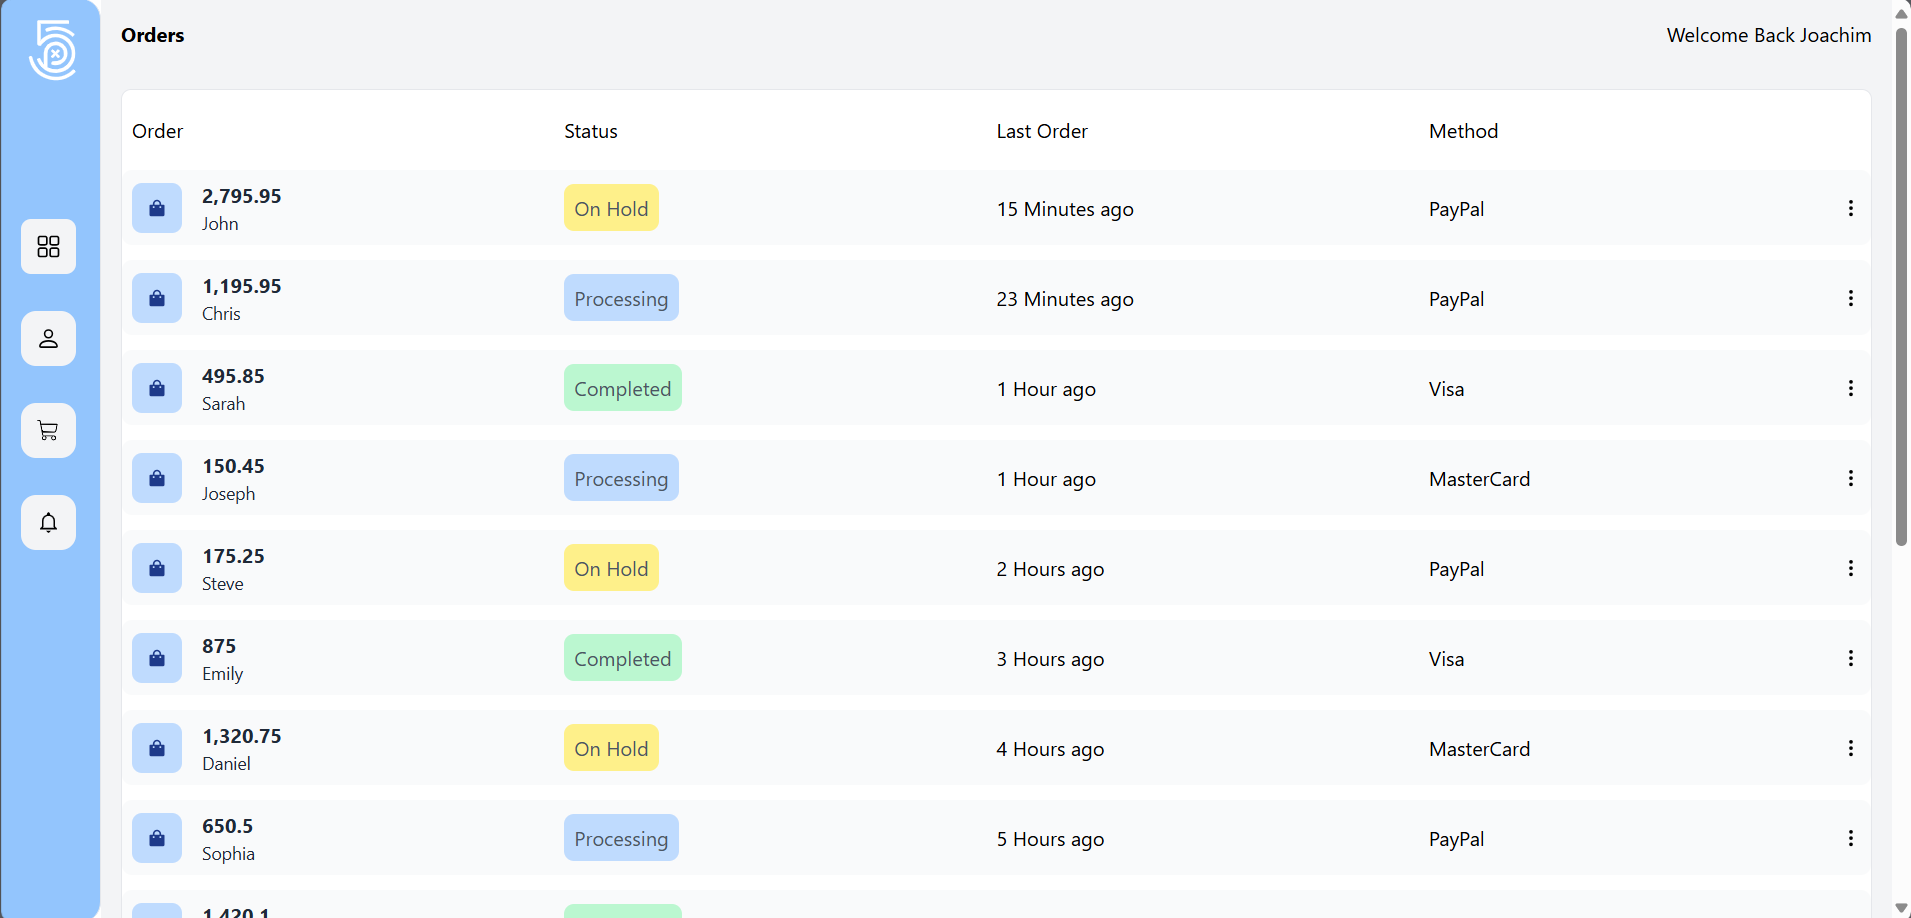 Orders
Welcome Back Joachim
Order Status Last Order Method
2,795.95
John
On Hold
15 Minutes ago
PayPal
1,195.95
Chris
Processing
23 Minutes ago
PayPal
495.85
Sarah
Completed
1 Hour ago
Visa
150.45
Joseph
Processing
1 Hour ago
MasterCard
175.25
Steve
On Hold
2 Hours ago
PayPal
875
Emily
Completed
3 Hours ago
Visa
1,320.75
Daniel
On Hold
4 Hours ago
MasterCard
650.5
Sophia
Processing
5 Hours ago
PayPal
1,420.1